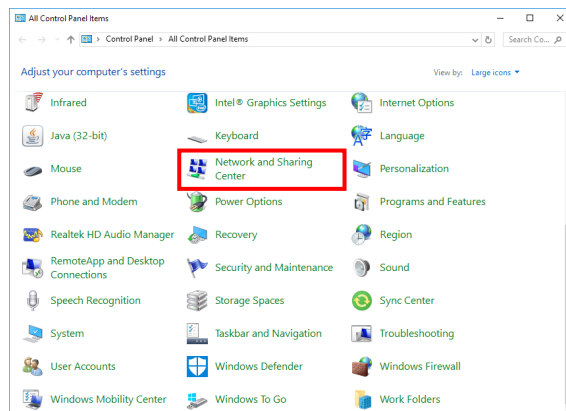 All Control Panel Items
Control Panel › All Control Panel Items
Search Co...
Adjust your computer's settings
View by: Large icons
Infrared
Intel® Graphics Settings
Internet Options
Java (32-bit)
Keyboard
Language
Mouse
Network and Sharing
Center
Personalization
Phone and Modem
Power Options
Programs and Features
Realtek HD Audio Manager
Recovery
Region
RemoteApp and Desktop
Connections
Security and Maintenance
Sound
Speech Recognition
Storage Spaces
Sync Center
System
Taskbar and Navigation
Troubleshooting
User Accounts
Windows Defender
Windows Firewall
Windows Mobility Center
Windows To Go
Work Folders